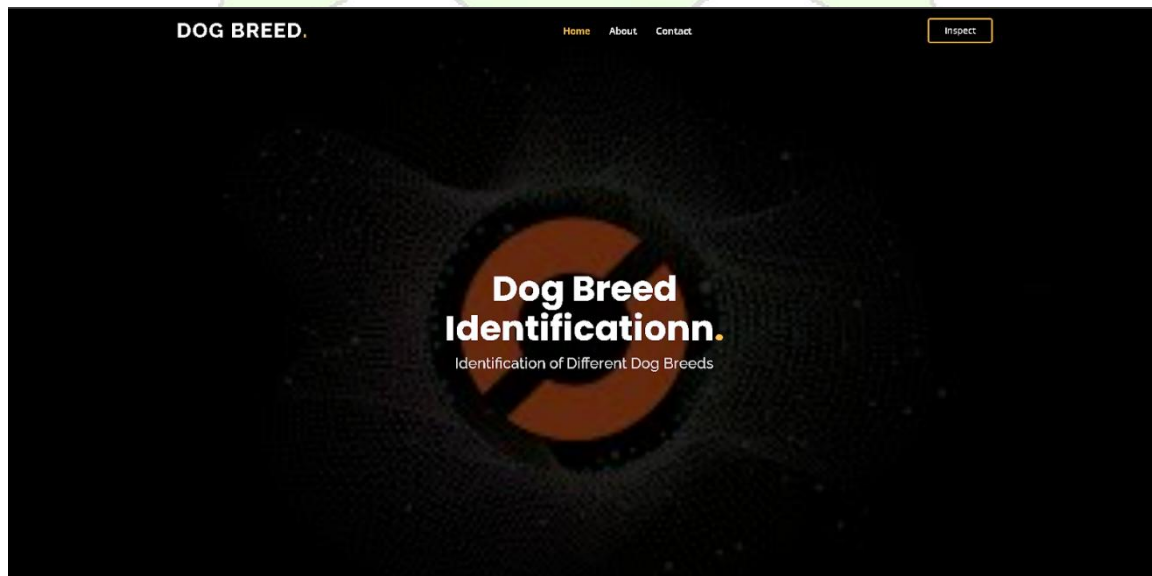 DOG BREED.
Home About Contact
Inspect
Dog Breed
Identificationn.
Identification of Different Dog Breeds